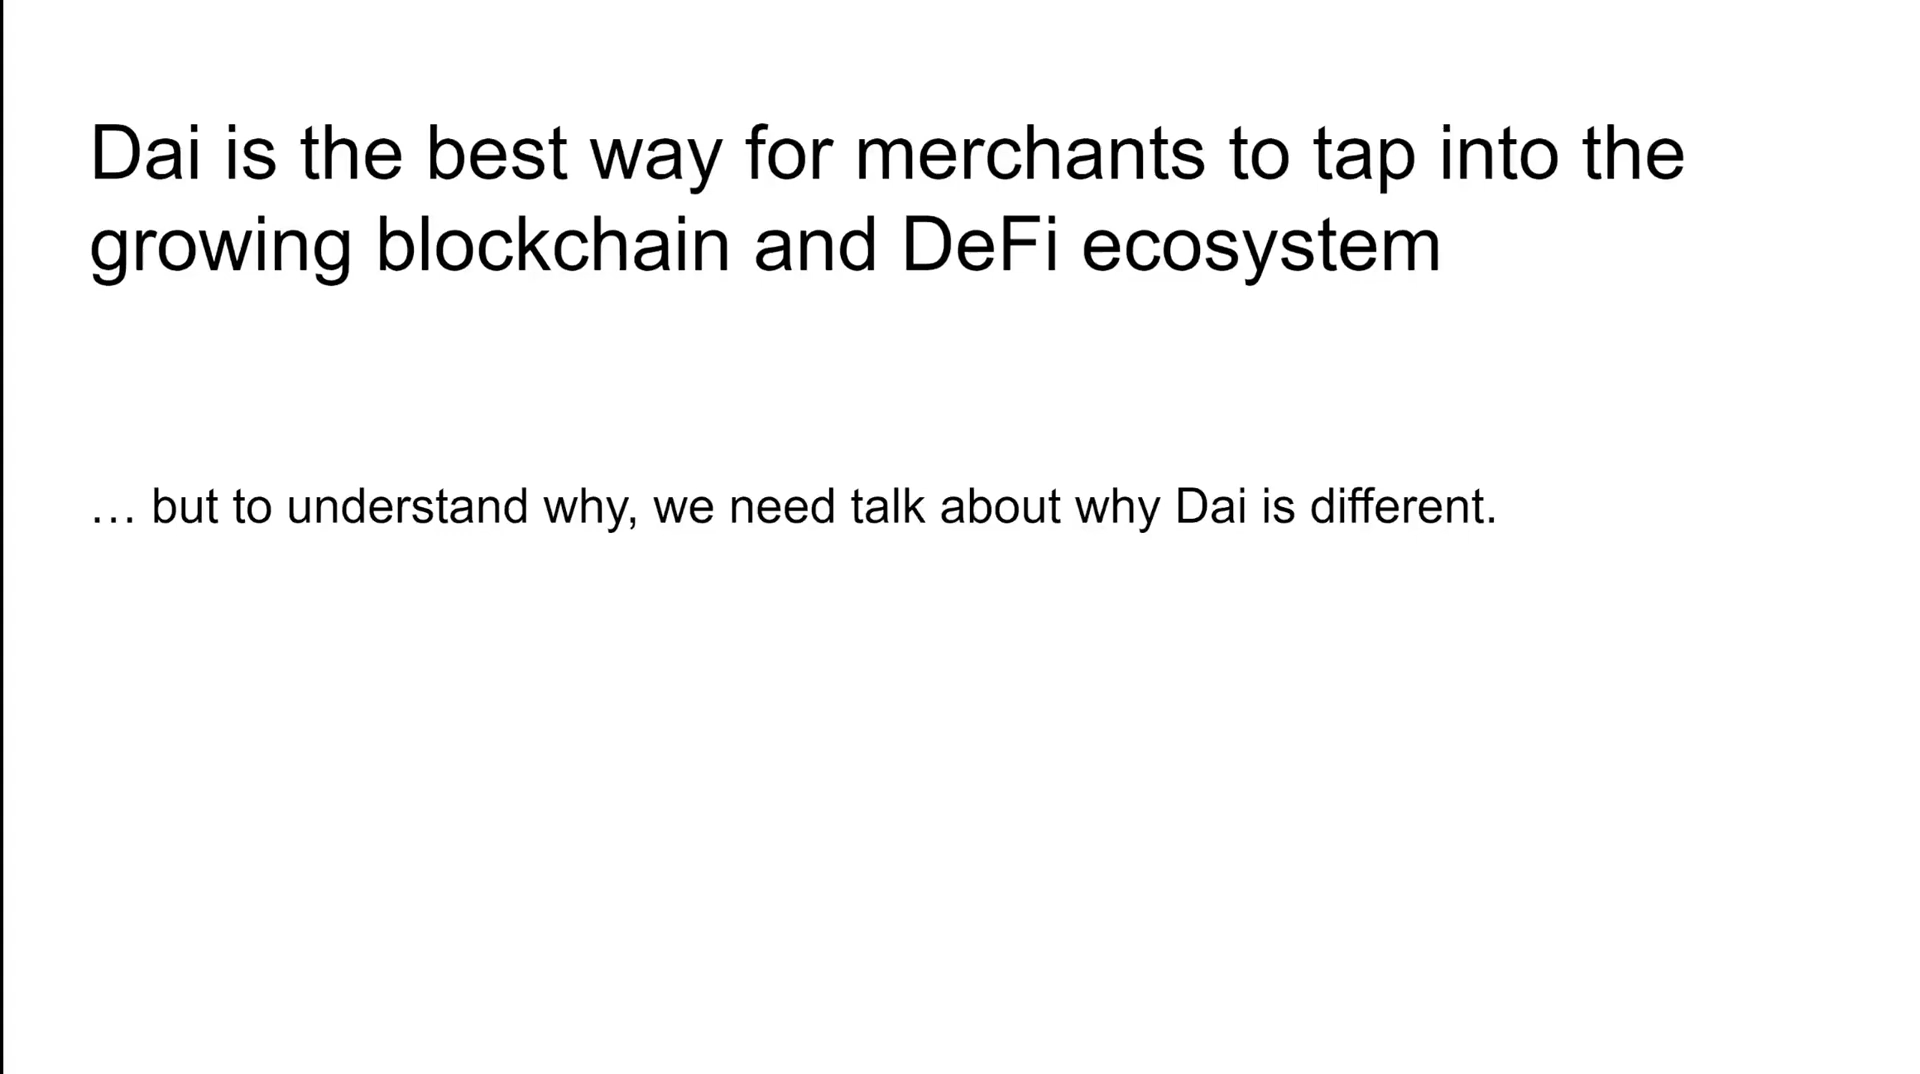 Dai is the best way for merchants to tap into the
growing blockchain and DeFi ecosystem
… but to understand why, we need talk about why Dai is different.